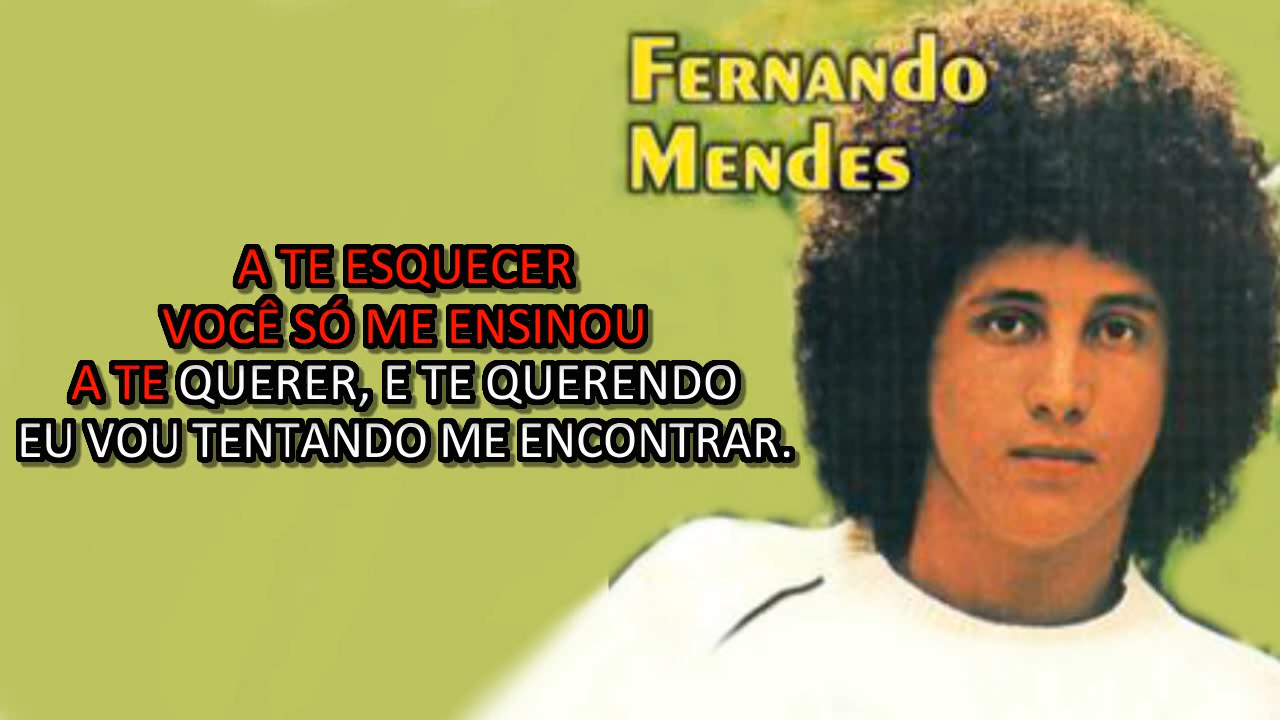 Fernando
Mendes
A TE ESQUECER
VOCÊ SÓ ME ENSINOU
A TE QUERER, E TE QUERENDO
EU VOU TENTANDO ME ENCONTRAR.